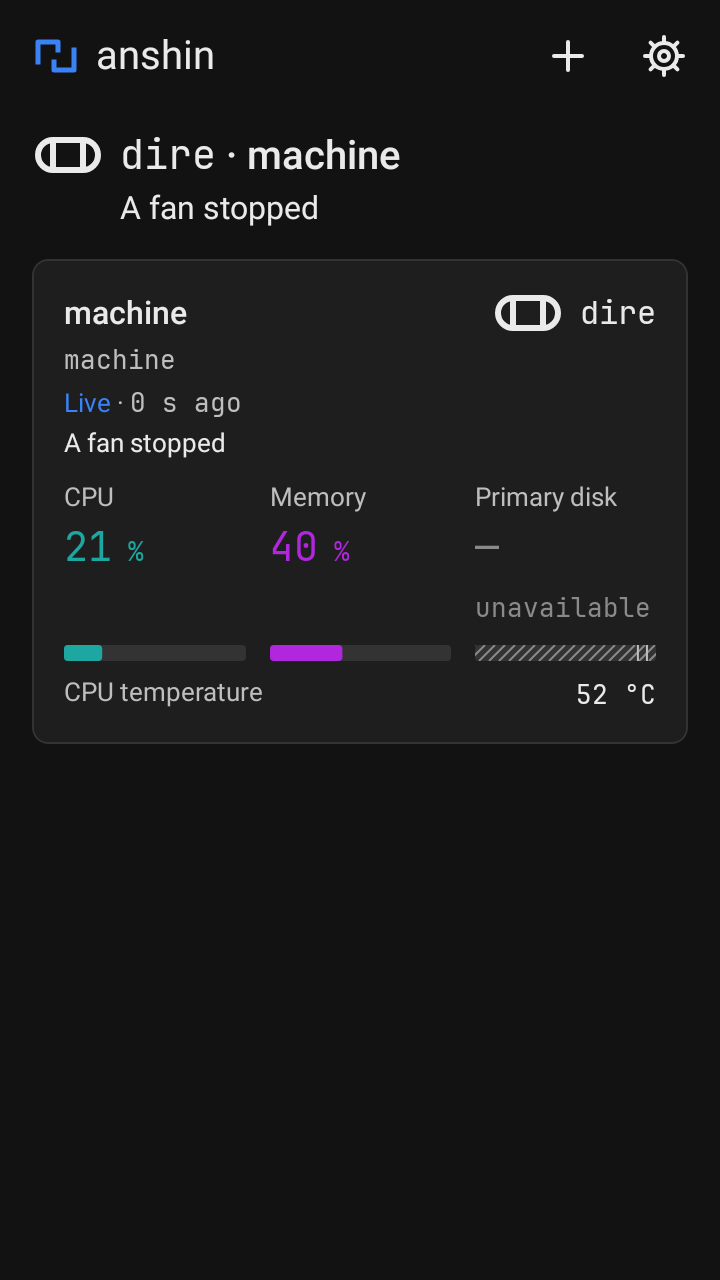 anshin
dire · machine
A fan stopped
machine dire
machine
Live · 0 s ago
A fan stopped
CPU Memory Primary disk
21 % 40 % —
unavailable
CPU temperature 52 °C